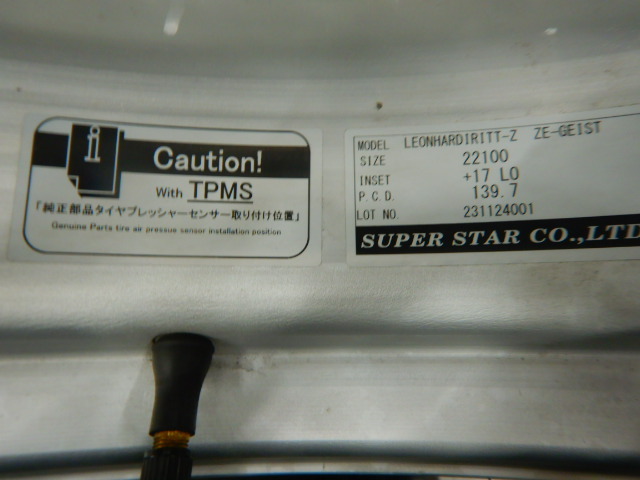 ii
Caution!
With TPMS
「純正部品タイヤプレッシャーセンサー取り付け位置」
Genuine Parts tire air pressue sensor installation position
MODEL LEONHARDIRITT-Z ZE-GEIST
SIZE 22100
INSET +17 LO
P.C.D. 139.7
LOT NO. 231124001
SUPER STAR CO.,LTD